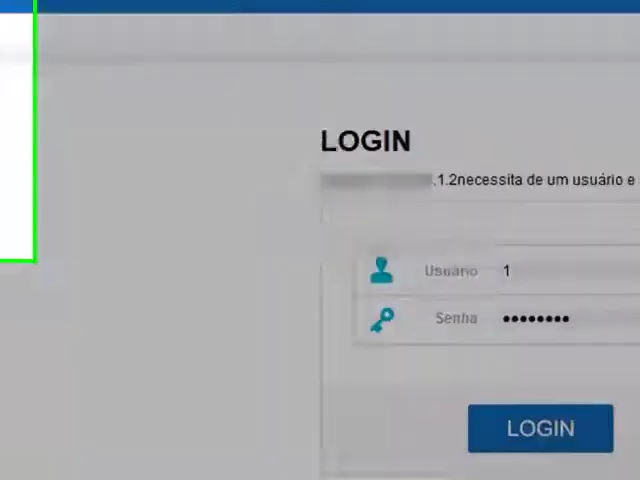 LOGIN
.1.2necessita de um usuário e
Usuário 1
Senha ••••••••
LOGIN